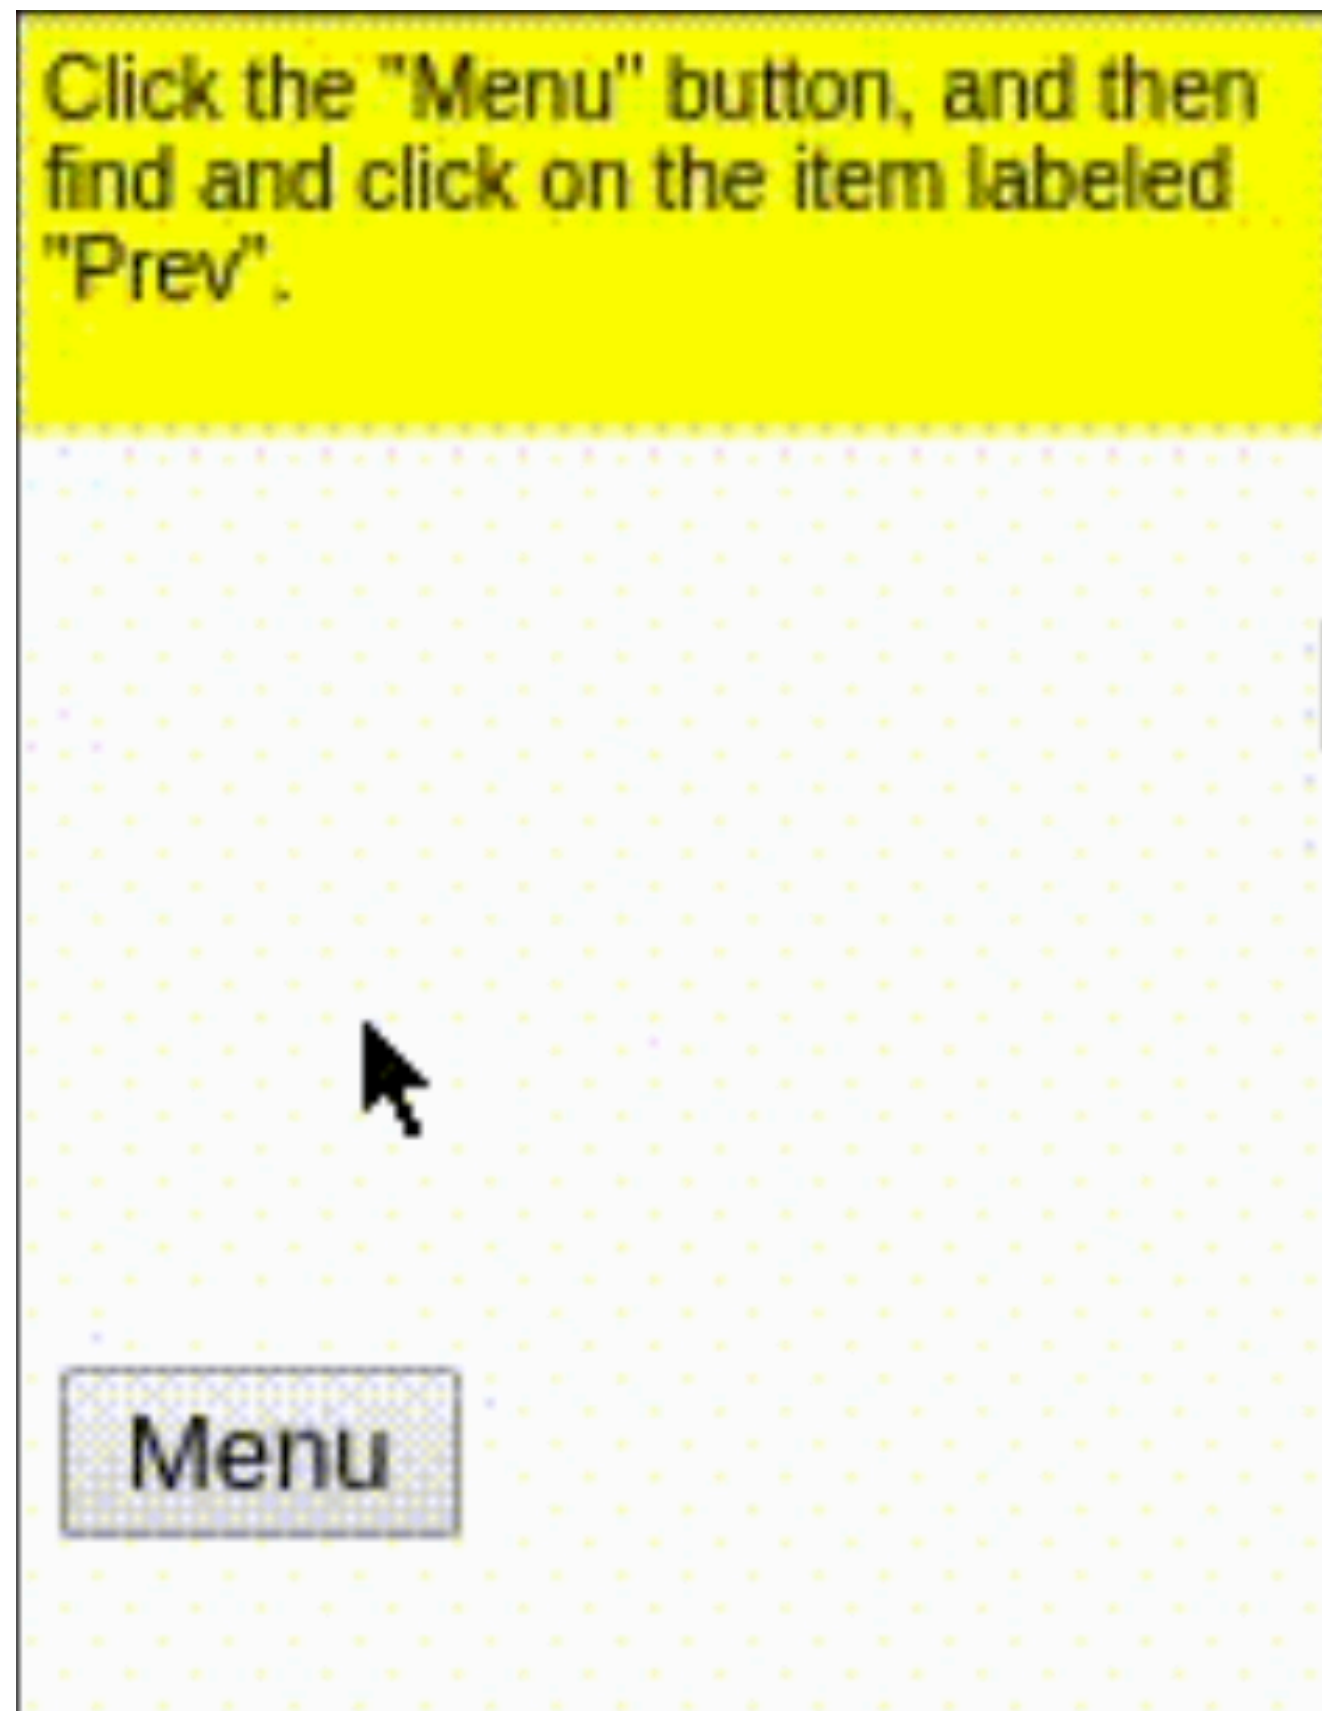 Click the "Menu" button, and then
find and click on the item labeled
"Prev".
Menu